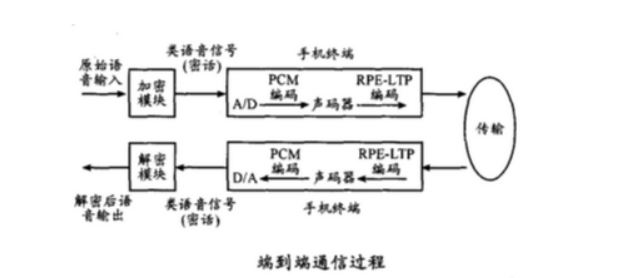 原始语
音输入
加密
模块
类语音信号
(密话)
手机终端
PCM
编码
RPE-LTP
编码
A/D
声码器
传输
解密
模块
PCM
编码
RPE-LTP
编码
D/A
声码器
解密后语
音输出
类语音信号
(密话)
手机终端
端到端通信过程